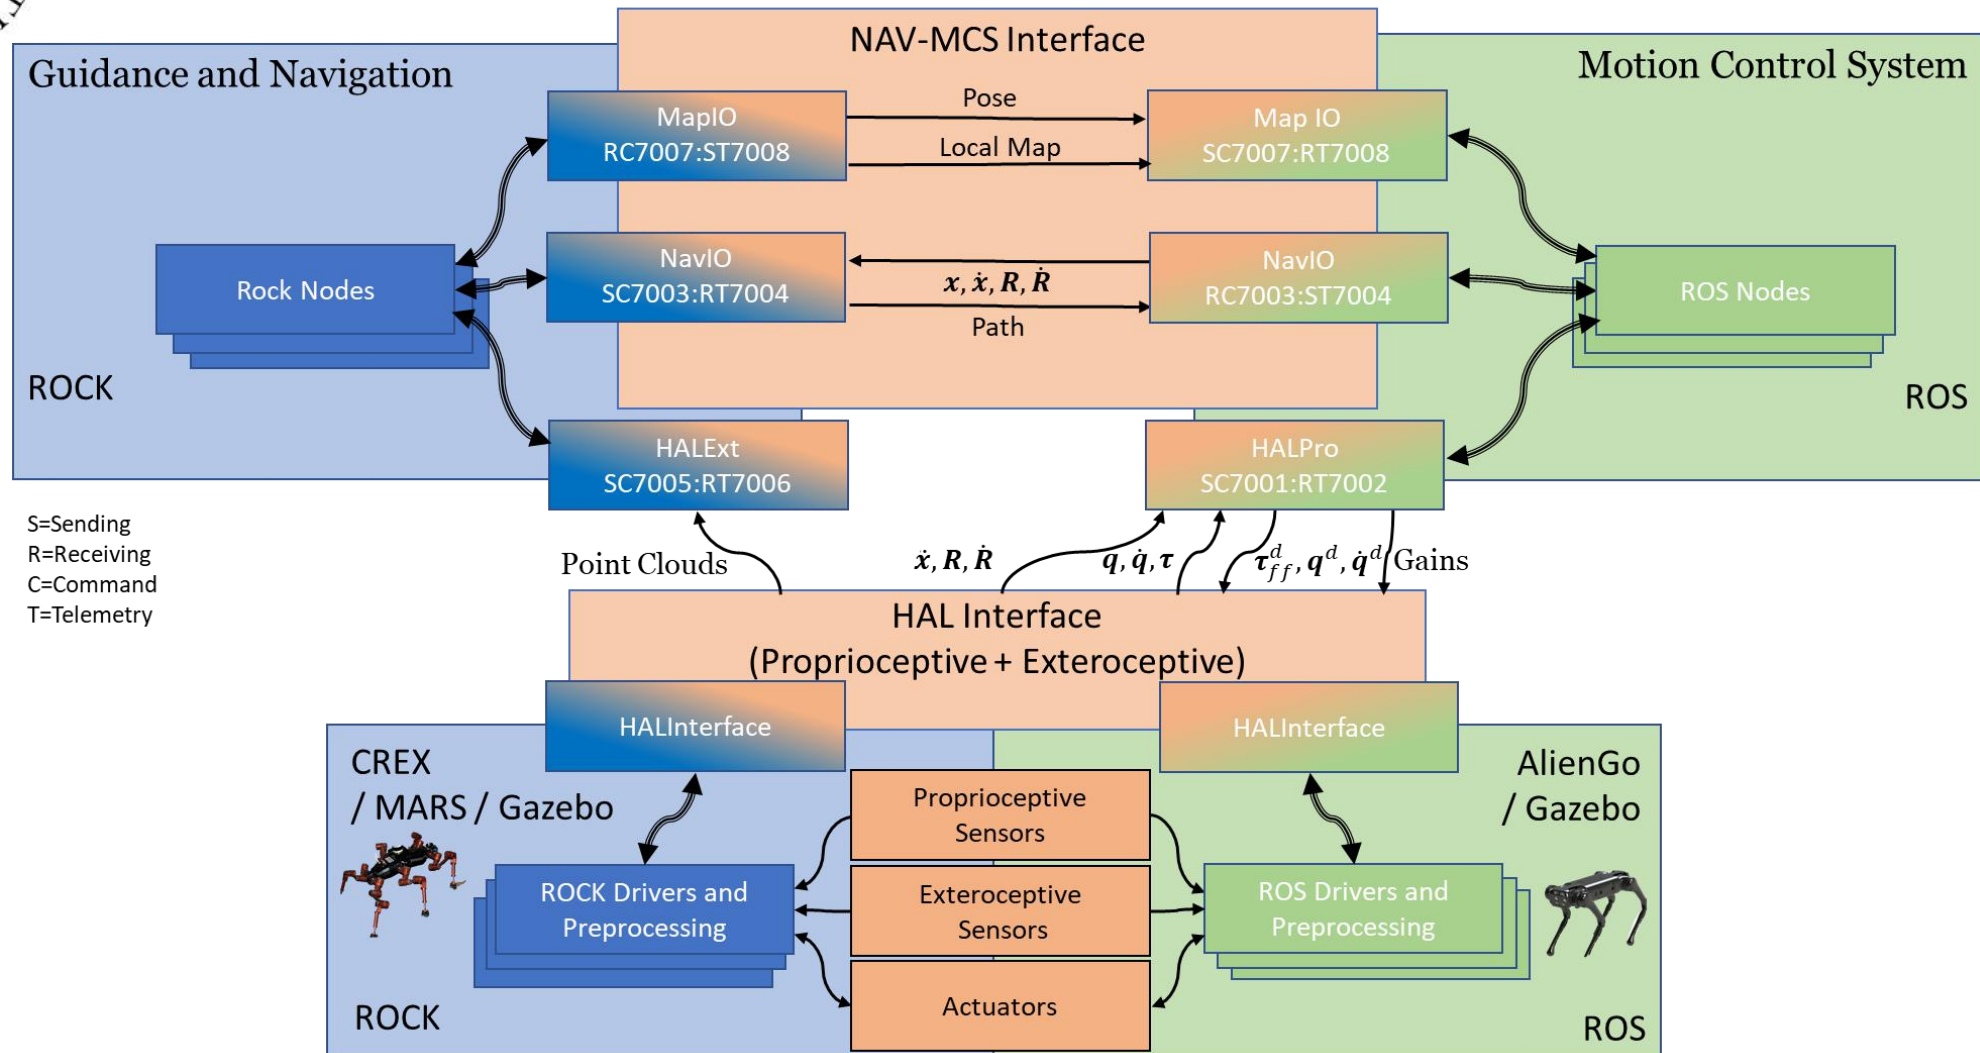 NAV-MCS Interface
Guidance and Navigation
Motion Control System
MapIO
RC7007:ST7008
Pose
Local Map
Map IO
SC7007:RT7008
Rock Nodes
NavIO
SC7003:RT7004
x, ẋ, R, Ṙ
Path
NavIO
RC7003:ST7004
ROS Nodes
ROCK
ROS
HALExt
SC7005:RT7006
HALPro
SC7001:RT7002
S=Sending
R=Receiving
C=Command
T=Telemetry
Point Clouds
ẋ, R, Ṙ
q, q̇, τ
τ_ff^d, q^d, q̇^d
Gains
HAL Interface
(Proprioceptive + Exteroceptive)
HALInterface
HALInterface
CREX
/ MARS / Gazebo
AlienGo
/ Gazebo
Proprioceptive
Sensors
Exteroceptive
Sensors
Actuators
ROCK Drivers and
Preprocessing
ROS Drivers and
Preprocessing
ROCK
ROS